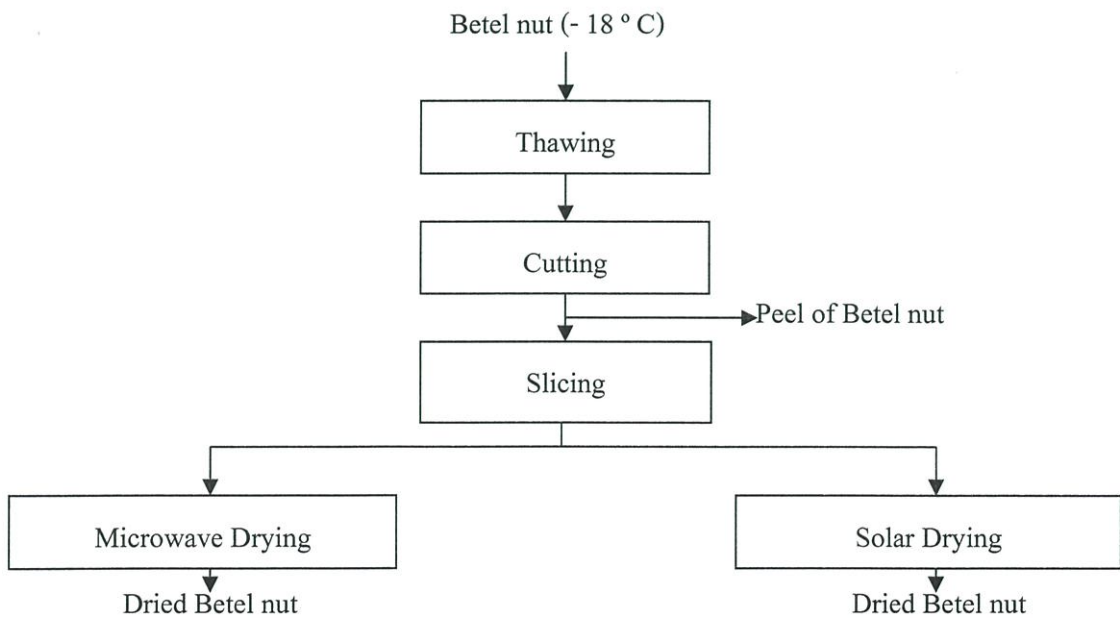 Betel nut (- 18 º C)
Thawing
Cutting
Peel of Betel nut
Slicing
Microwave Drying
Solar Drying
Dried Betel nut
Dried Betel nut